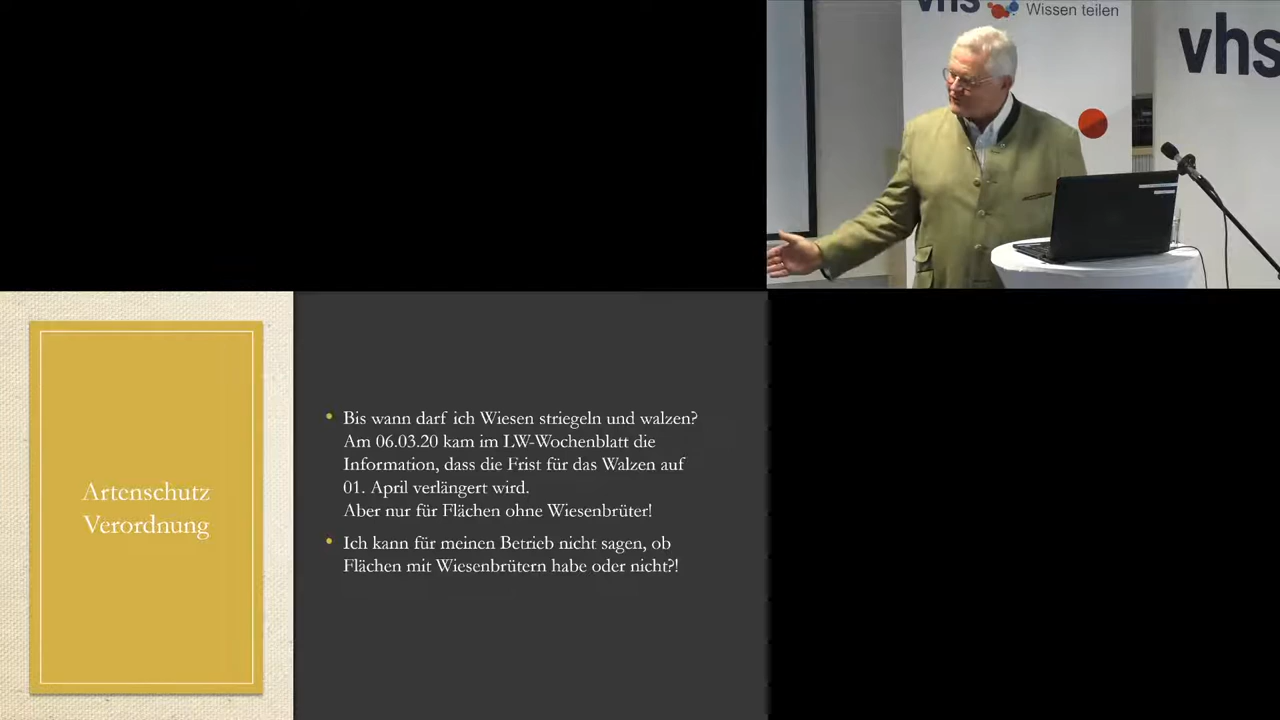 vhs
Wissen teilen
vhs
Artenschutz
Verordnung
• Bis wann darf ich Wiesen striegeln und walzen?
Am 06.03.20 kam im LW-Wochenblatt die
Information, dass die Frist für das Walzen auf
01. April verlängert wird.
Aber nur für Flächen ohne Wiesenbrüter!
• Ich kann für meinen Betrieb nicht sagen, ob
Flächen mit Wiesenbrütern habe oder nicht?!